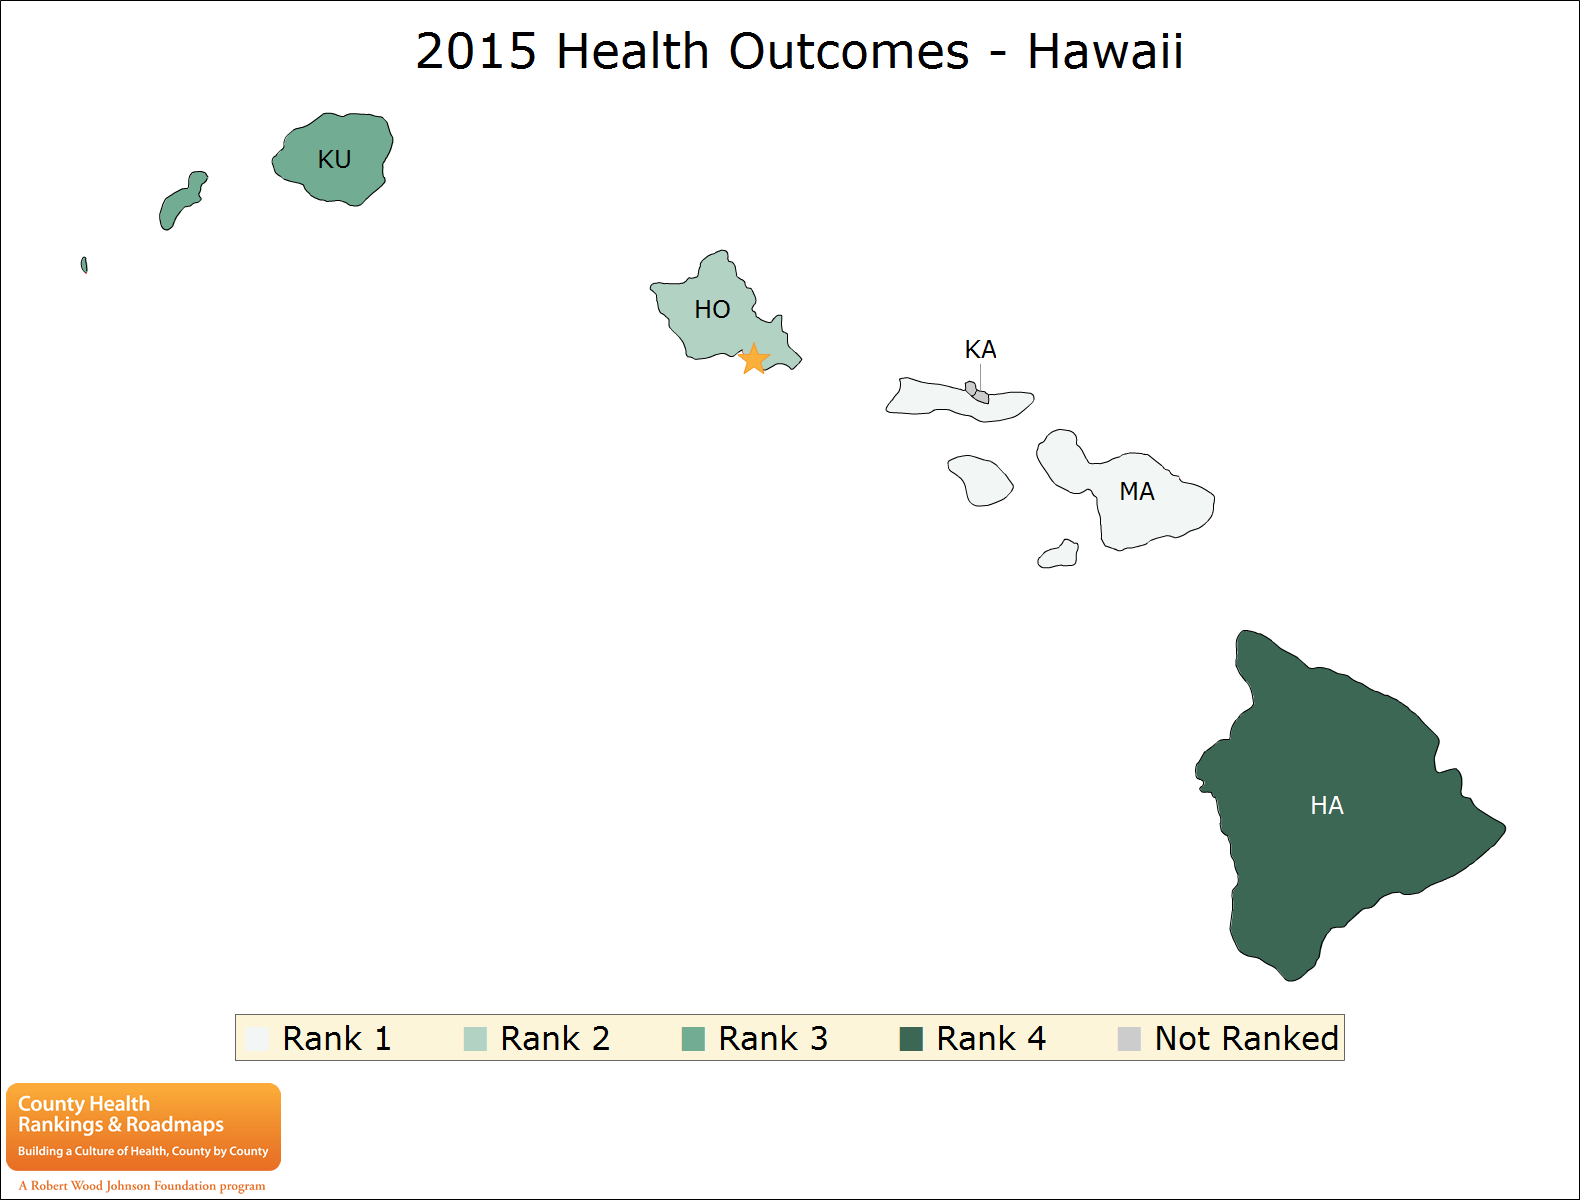 2015 Health Outcomes - Hawaii
KU
HO
KA
MA
HA
Rank 1
Rank 2
Rank 3
Rank 4
Not Ranked
County Health
Rankings & Roadmaps
Building a Culture of Health, County by County
A Robert Wood Johnson Foundation program